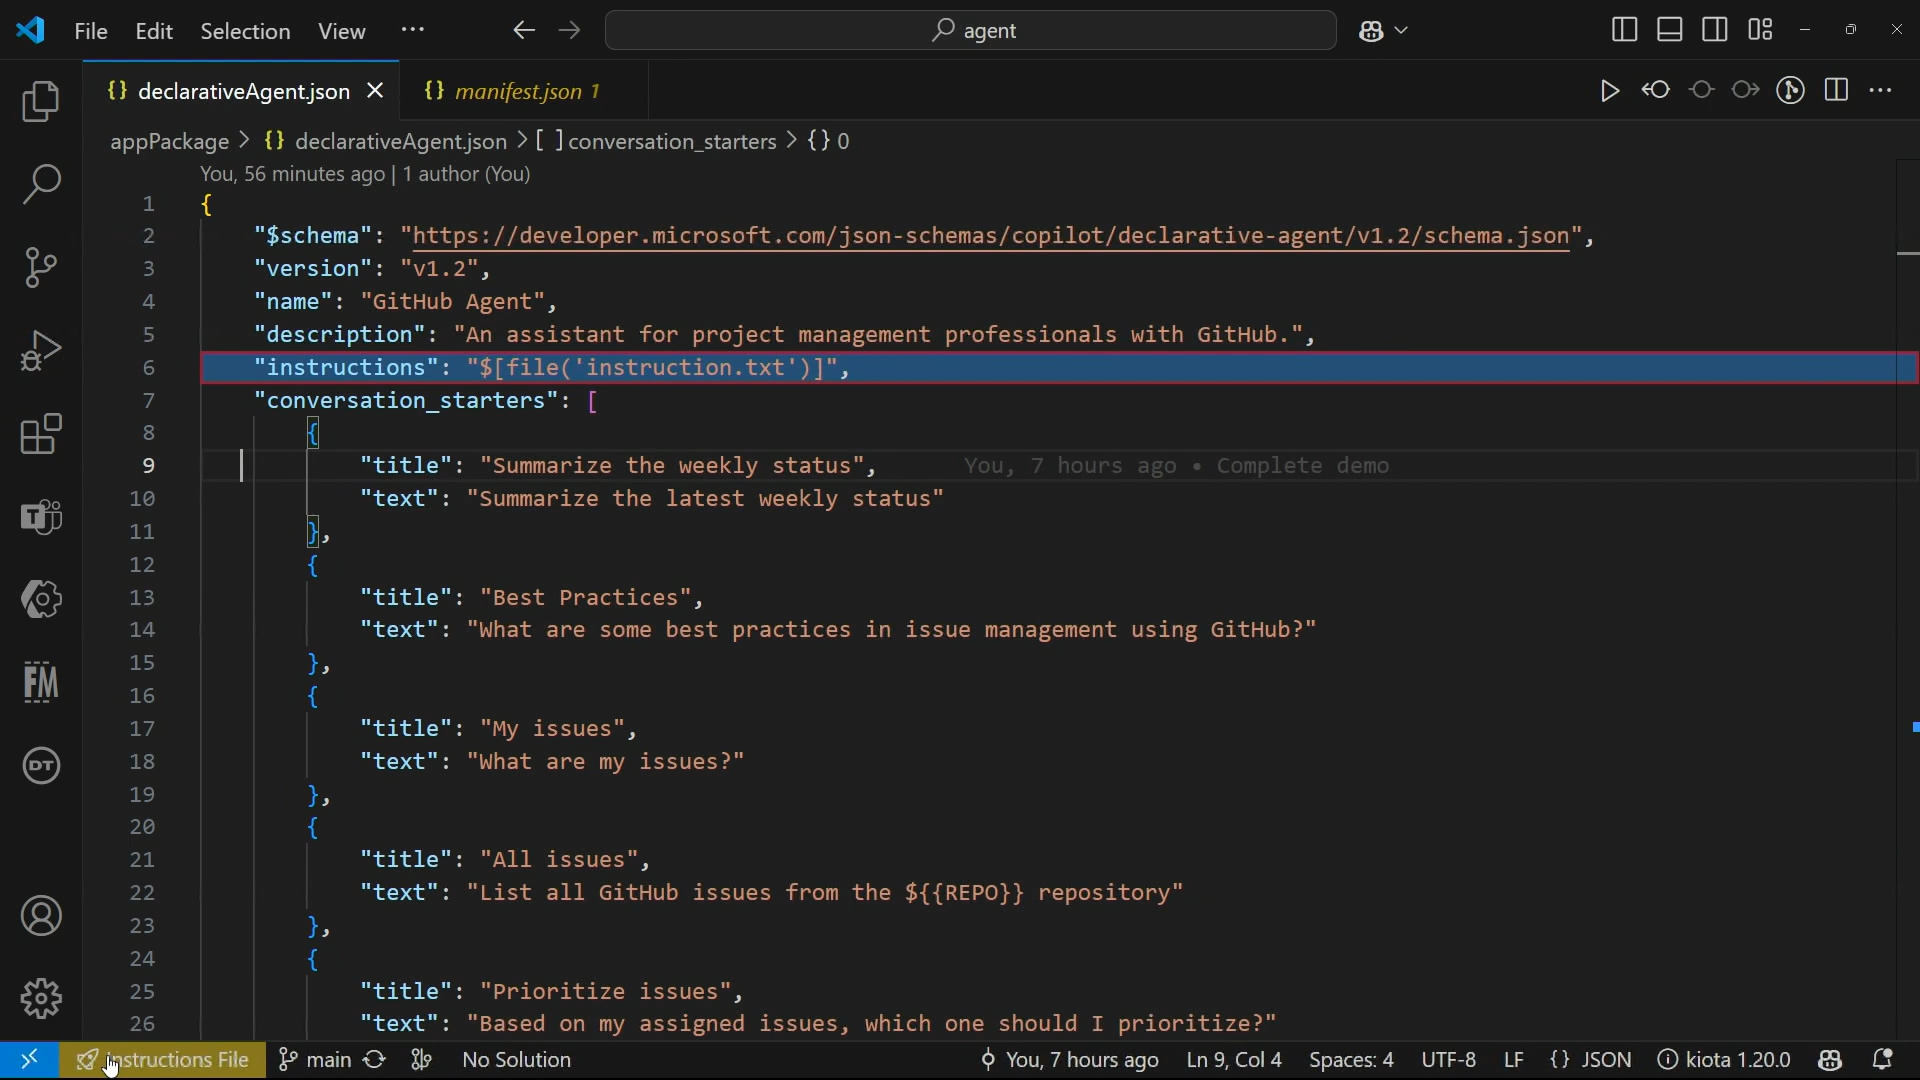 File Edit Selection View ··· agent
{} declarativeAgent.json {} manifest.json 1
appPackage > {} declarativeAgent.json > [ ] conversation_starters > {} 0
You, 56 minutes ago | 1 author (You)
1 {
2 "$schema": "https://developer.microsoft.com/json-schemas/copilot/declarative-agent/v1.2/schema.json",
3 "version": "v1.2",
4 "name": "GitHub Agent",
5 "description": "An assistant for project management professionals with GitHub.",
6 "instructions": "$[file('instruction.txt')]",
7 "conversation_starters": [
8 {
9 "title": "Summarize the weekly status", You, 7 hours ago • Complete demo
10 "text": "Summarize the latest weekly status"
11 },
12 {
13 "title": "Best Practices",
14 "text": "What are some best practices in issue management using GitHub?"
15 },
16 {
17 "title": "My issues",
18 "text": "What are my issues?"
19 },
20 {
21 "title": "All issues",
22 "text": "List all GitHub issues from the ${{REPO}} repository"
23 },
24 {
25 "title": "Prioritize issues",
26 "text": "Based on my assigned issues, which one should I prioritize?"
FM
DT
Instructions File main No Solution You, 7 hours ago Ln 9, Col 4 Spaces: 4 UTF-8 LF {} JSON kiota 1.20.0